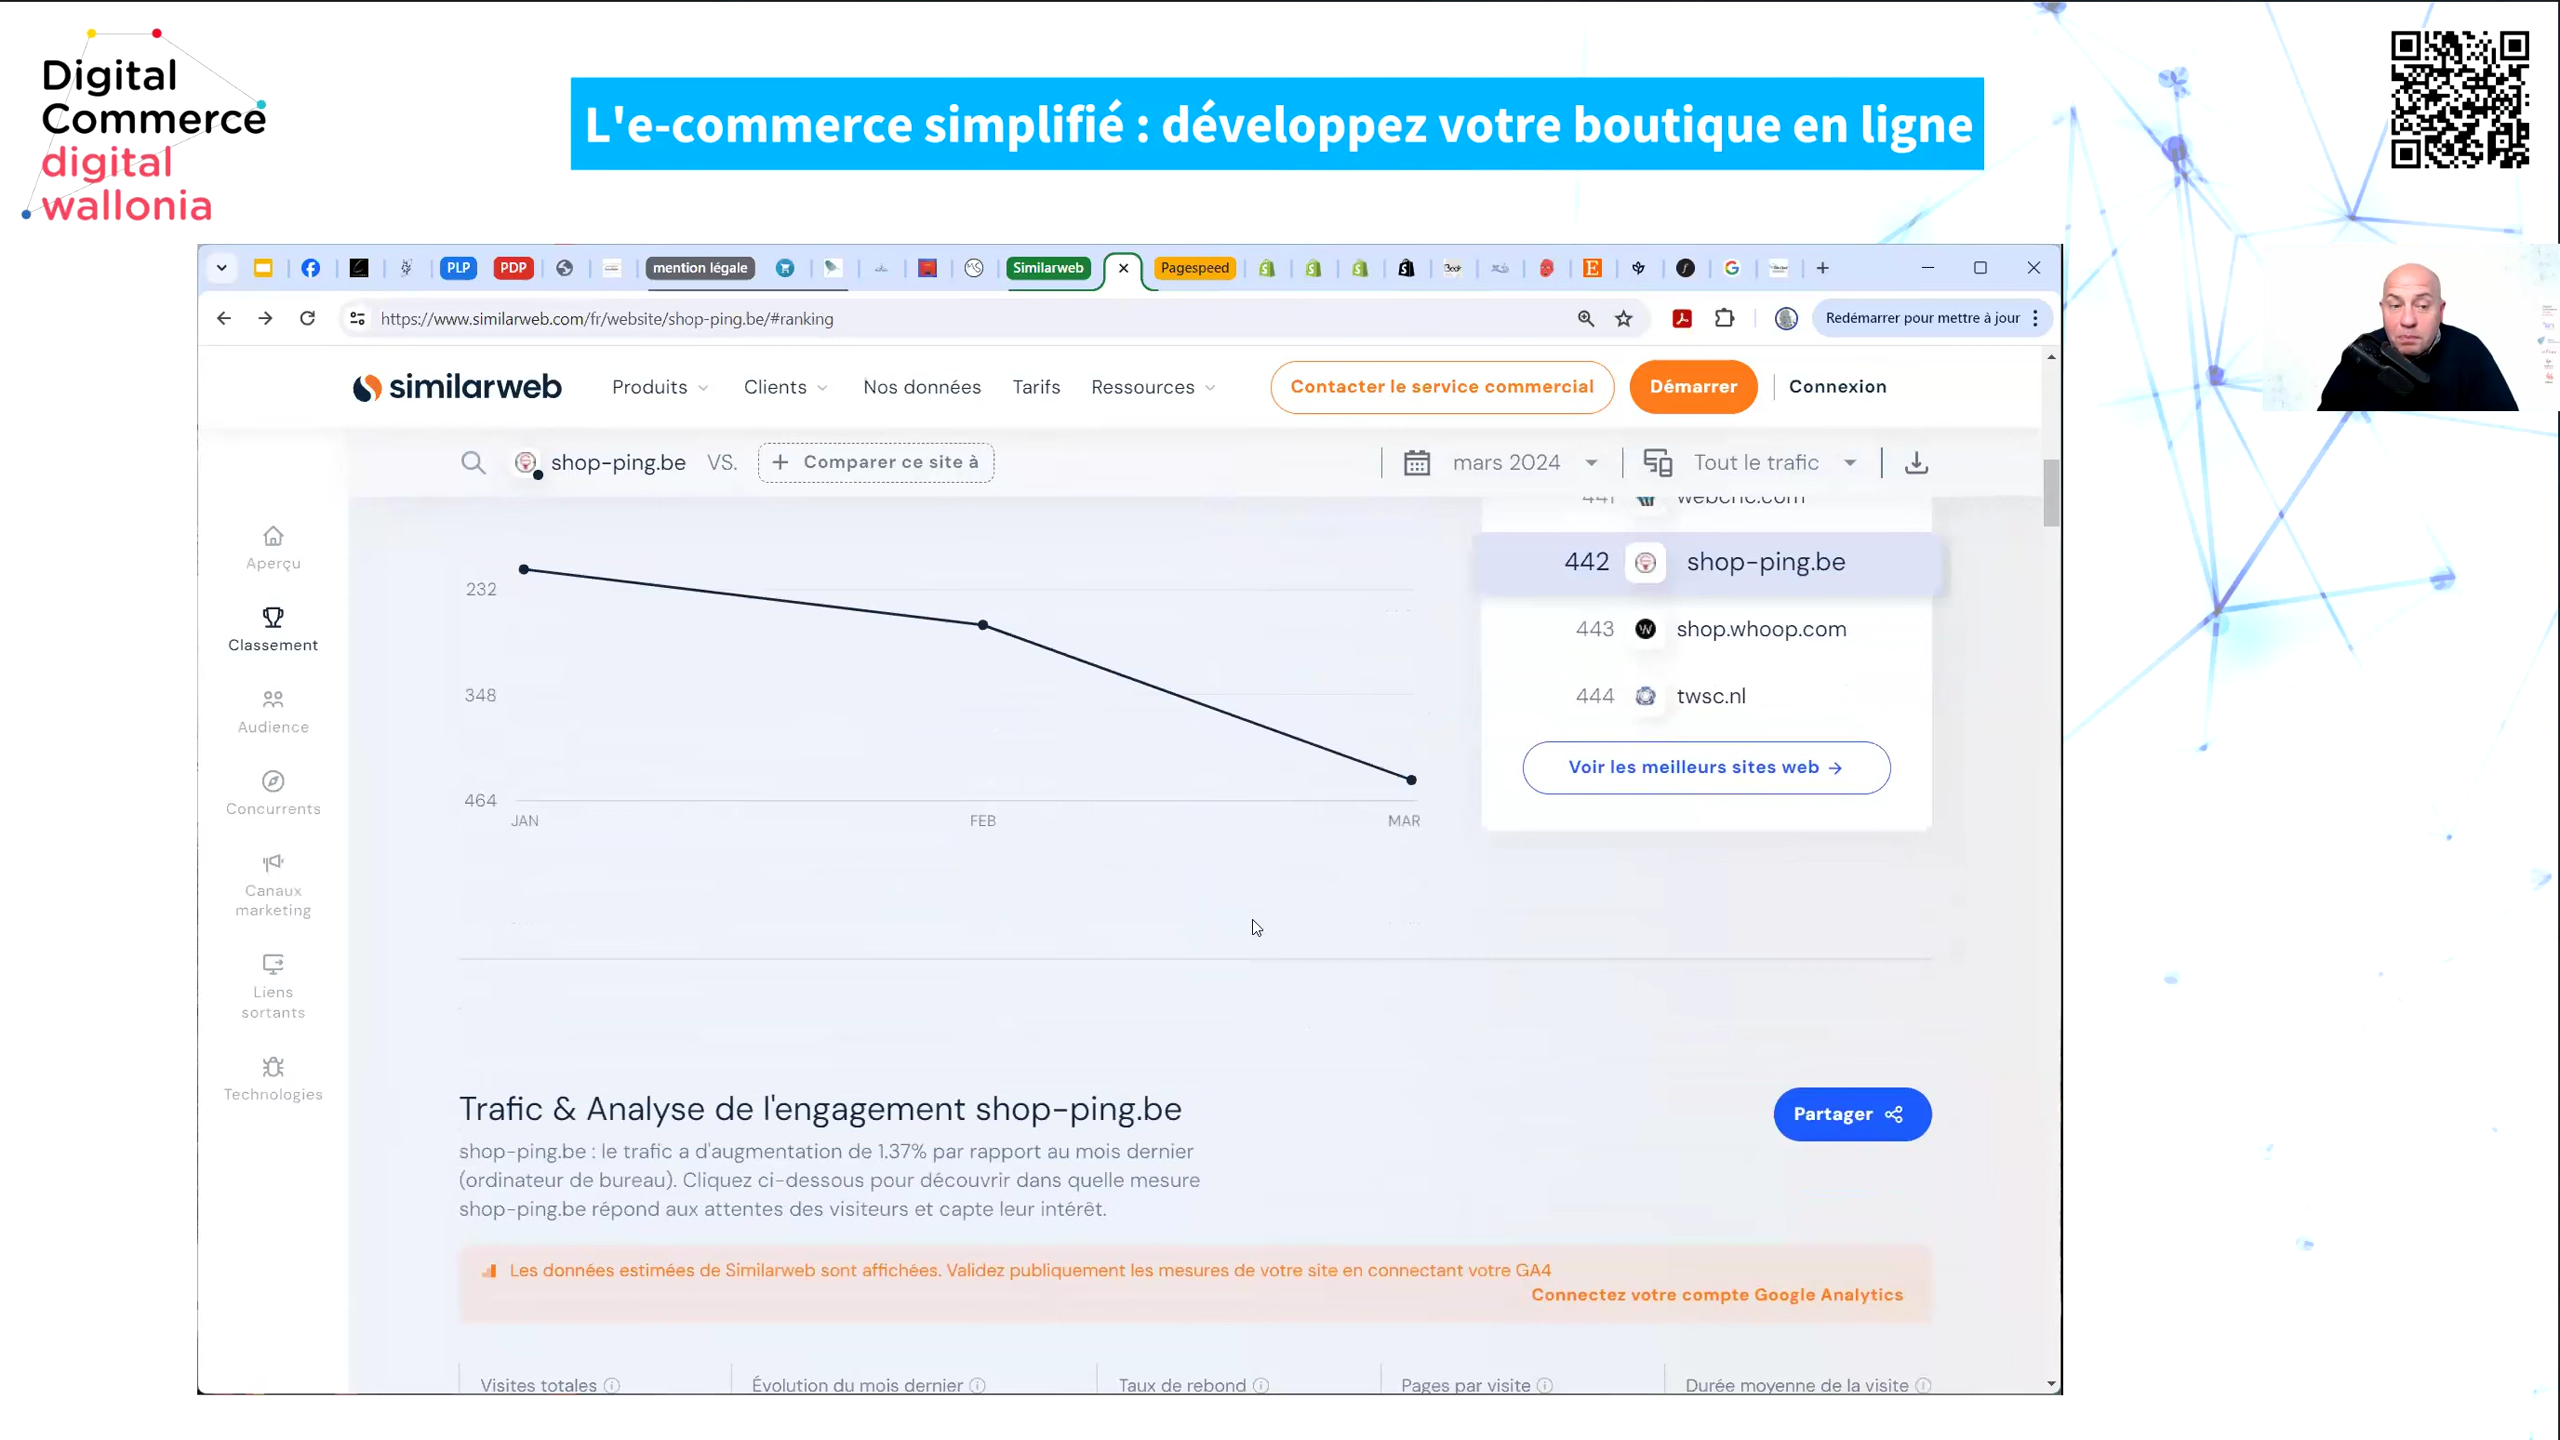 Digital
Commerce
digital
wallonia
L'e-commerce simplifié : développez votre boutique en ligne
PLP
PDP
mention légale
Similarweb
Pagespeed
https://www.similarweb.com/fr/website/shop-ping.be/#ranking
Redémarrer pour mettre à jour
similarweb
Produits
Clients
Nos données
Tarifs
Ressources
Contacter le service commercial
Démarrer
Connexion
shop-ping.be
VS.
+ Comparer ce site à
mars 2024
Tout le trafic
Aperçu
Classement
Audience
Concurrents
Canaux
marketing
Liens
sortants
Technologies
232
348
464
JAN
FEB
MAR
442 shop-ping.be
443 shop.whoop.com
444 twsc.nl
Voir les meilleurs sites web →
Trafic & Analyse de l'engagement shop-ping.be
Partager
shop-ping.be : le trafic a d'augmentation de 1.37% par rapport au mois dernier
(ordinateur de bureau). Cliquez ci-dessous pour découvrir dans quelle mesure
shop-ping.be répond aux attentes des visiteurs et capte leur intérêt.
Les données estimées de Similarweb sont affichées. Validez publiquement les mesures de votre site en connectant votre GA4
Connectez votre compte Google Analytics
Visites totales
Évolution du mois dernier
Taux de rebond
Pages par visite
Durée moyenne de la visite